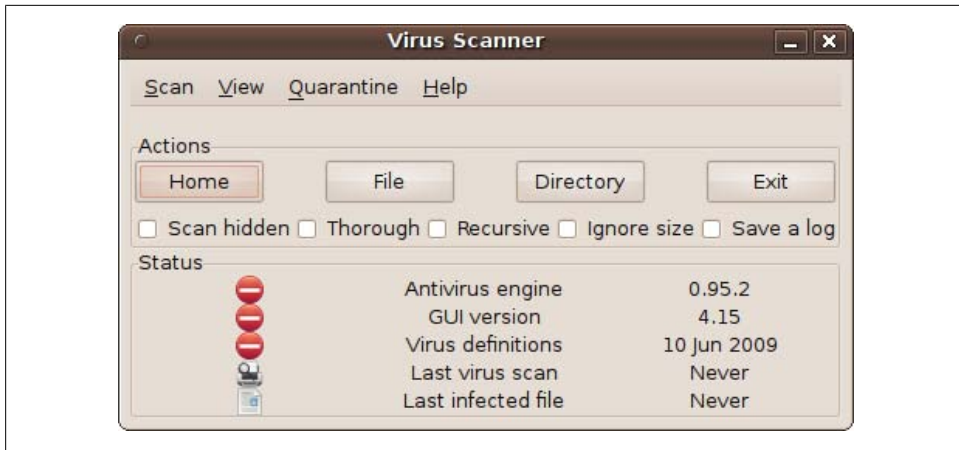 Virus Scanner
Scan View Quarantine Help
Actions
Home File Directory Exit
Scan hidden Thorough Recursive Ignore size Save a log
Status
Antivirus engine 0.95.2
GUI version 4.15
Virus definitions 10 Jun 2009
Last virus scan Never
Last infected file Never